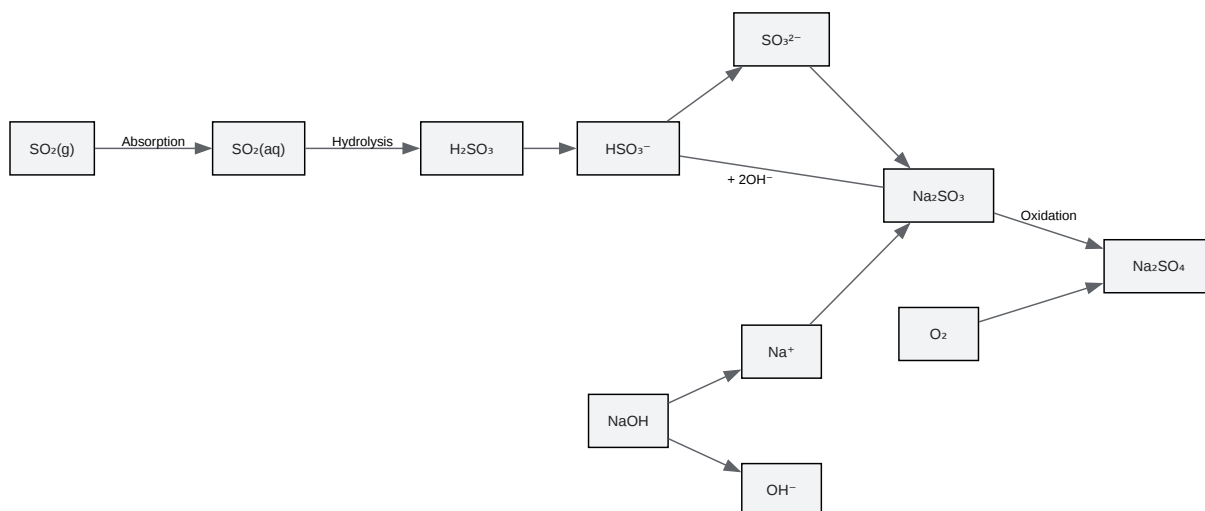 SO₃²⁻
SO₂(g)
Absorption
SO₂(aq)
Hydrolysis
H₂SO₃
HSO₃⁻
+ 2OH⁻
Na₂SO₃
Oxidation
Na₂SO₄
O₂
Na⁺
NaOH
OH⁻